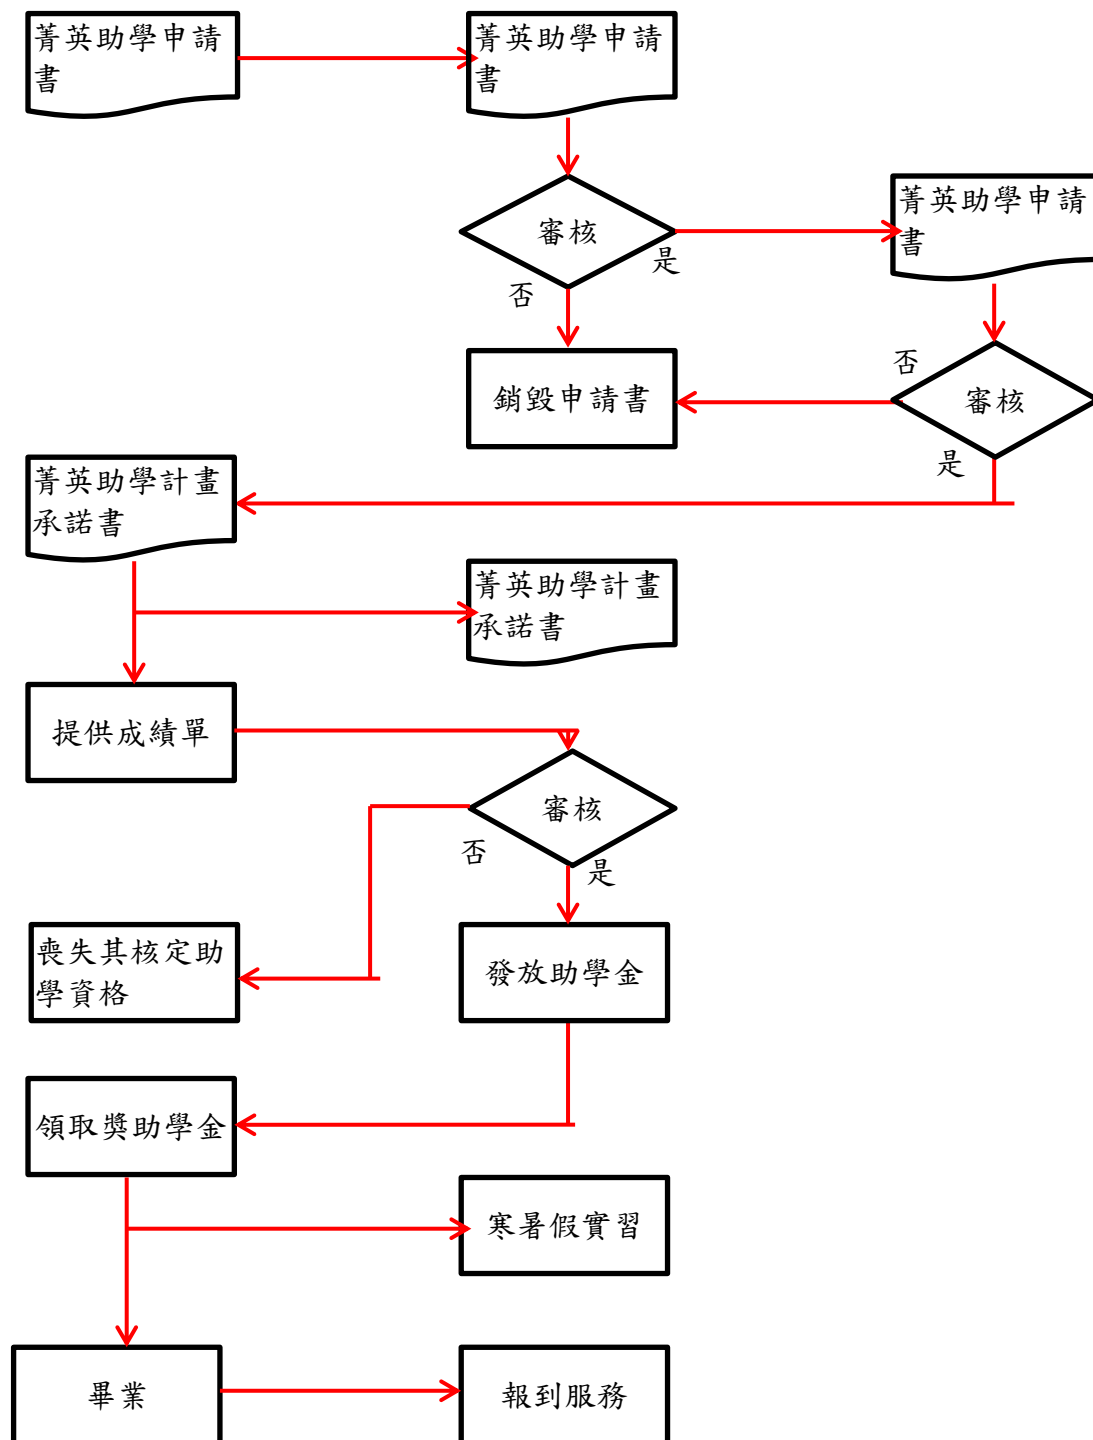 菁英助學申請
書
菁英助學申請
書
審核
是
否
菁英助學申請
書
銷毀申請書
否
審核
是
菁英助學計畫
承諾書
菁英助學計畫
承諾書
提供成績單
審核
否
是
喪失其核定助
學資格
發放助學金
領取獎助學金
寒暑假實習
畢業
報到服務